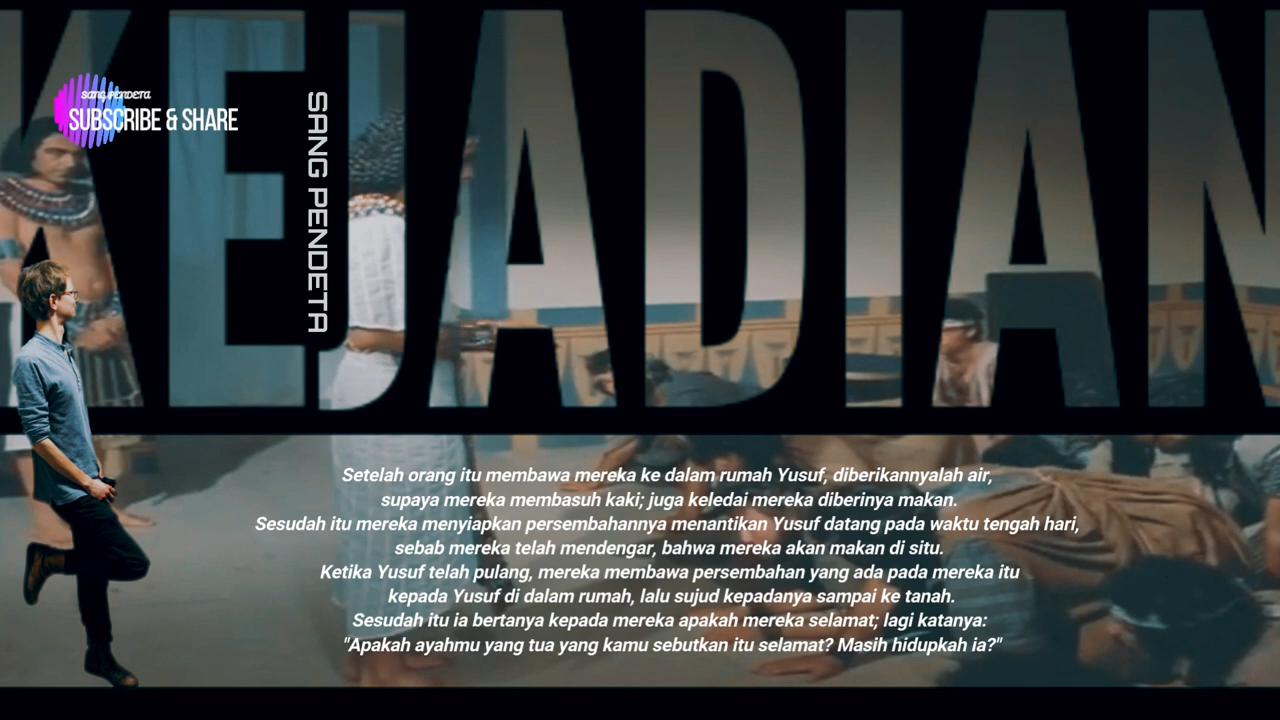 KEJADIAN
sang pendeta
SUBSCRIBE & SHARE
SANG PENDETA
Setelah orang itu membawa mereka ke dalam rumah Yusuf, diberikannyalah air,
supaya mereka membasuh kaki; juga keledai mereka diberinya makan.
Sesudah itu mereka menyiapkan persembahannya menantikan Yusuf datang pada waktu tengah hari,
sebab mereka telah mendengar, bahwa mereka akan makan di situ.
Ketika Yusuf telah pulang, mereka membawa persembahan yang ada pada mereka itu
kepada Yusuf di dalam rumah, lalu sujud kepadanya sampai ke tanah.
Sesudah itu ia bertanya kepada mereka apakah mereka selamat; lagi katanya:
"Apakah ayahmu yang tua yang kamu sebutkan itu selamat? Masih hidupkah ia?"